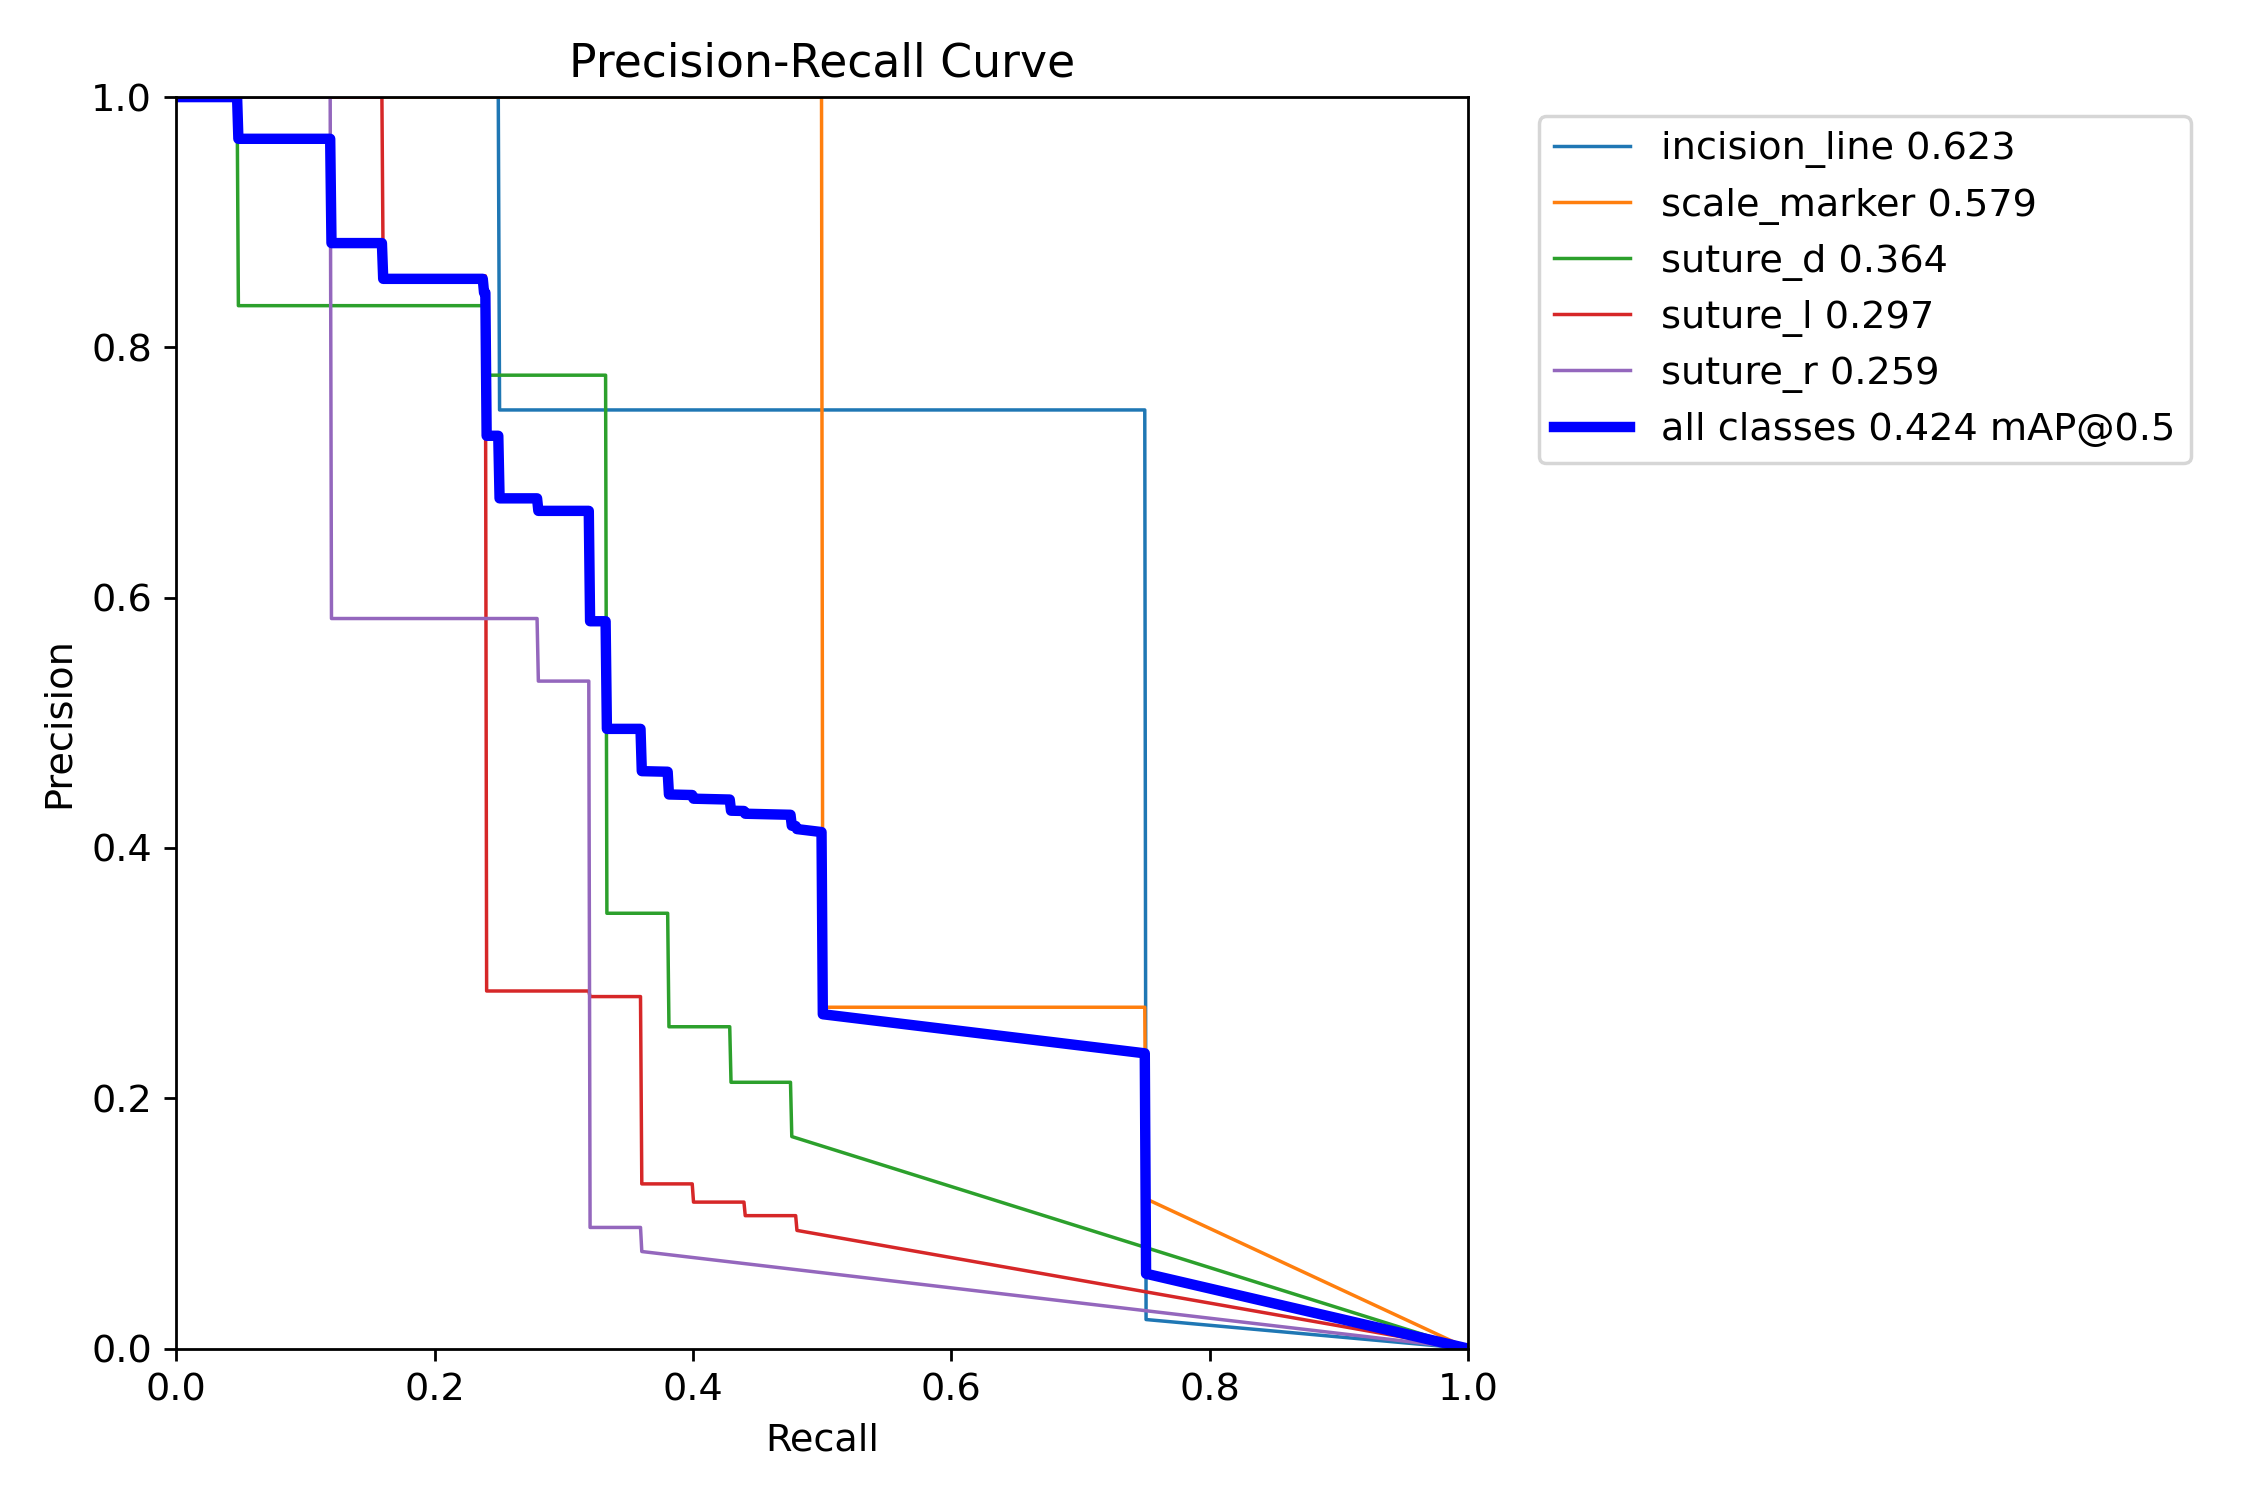 Precision-Recall Curve
1.0
0.8
0.6
0.4
0.2
0.0
Precision
0.0 0.2 0.4 0.6 0.8 1.0
Recall
incision_line 0.623
scale_marker 0.579
suture_d 0.364
suture_l 0.297
suture_r 0.259
all classes 0.424 mAP@0.5